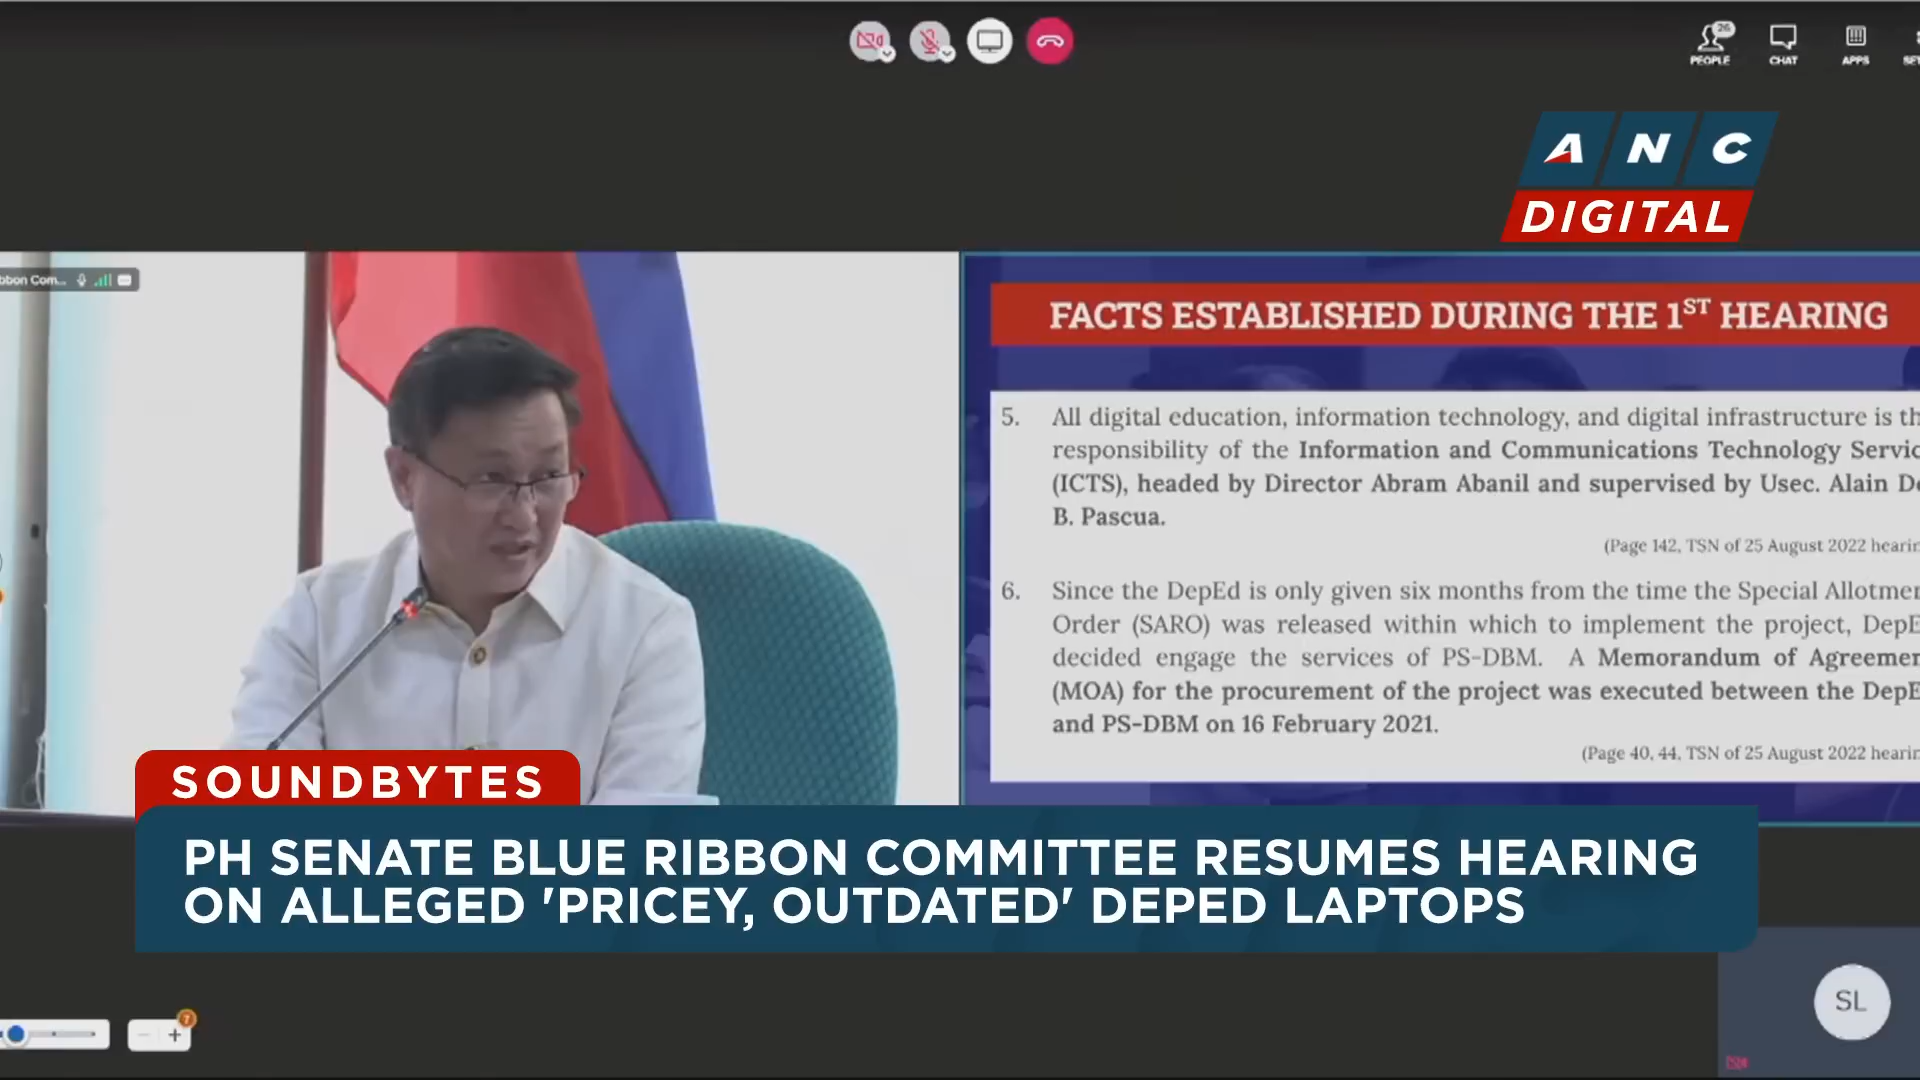 26
PEOPLE
CHAT
APPS
ANC
DIGITAL
FACTS ESTABLISHED DURING THE 1ST HEARING
5. All digital education, information technology, and digital infrastructure is th
responsibility of the Information and Communications Technology Servic
(ICTS), headed by Director Abram Abanil and supervised by Usec. Alain De
B. Pascua.
(Page 142, TSN of 25 August 2022 hearin
6. Since the DepEd is only given six months from the time the Special Allotmen
Order (SARO) was released within which to implement the project, DepE
decided engage the services of PS-DBM. A Memorandum of Agreemen
(MOA) for the procurement of the project was executed between the DepE
and PS-DBM on 16 February 2021.
(Page 40, 44, TSN of 25 August 2022 hearin
bbon Com...
SOUNDBYTES
PH SENATE BLUE RIBBON COMMITTEE RESUMES HEARING
ON ALLEGED 'PRICEY, OUTDATED' DEPED LAPTOPS
SL
7